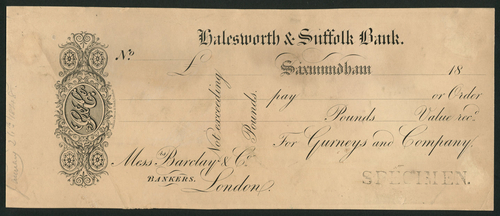 Halesworth & Suffolk Bank.
No
£
Saxmundham 18
Not exceeding
Pounds.
pay or Order
Pounds Value recd.
For Gurneys and Company.
Messrs Barclay & Co.
BANKERS.
London.
SPECIMEN.